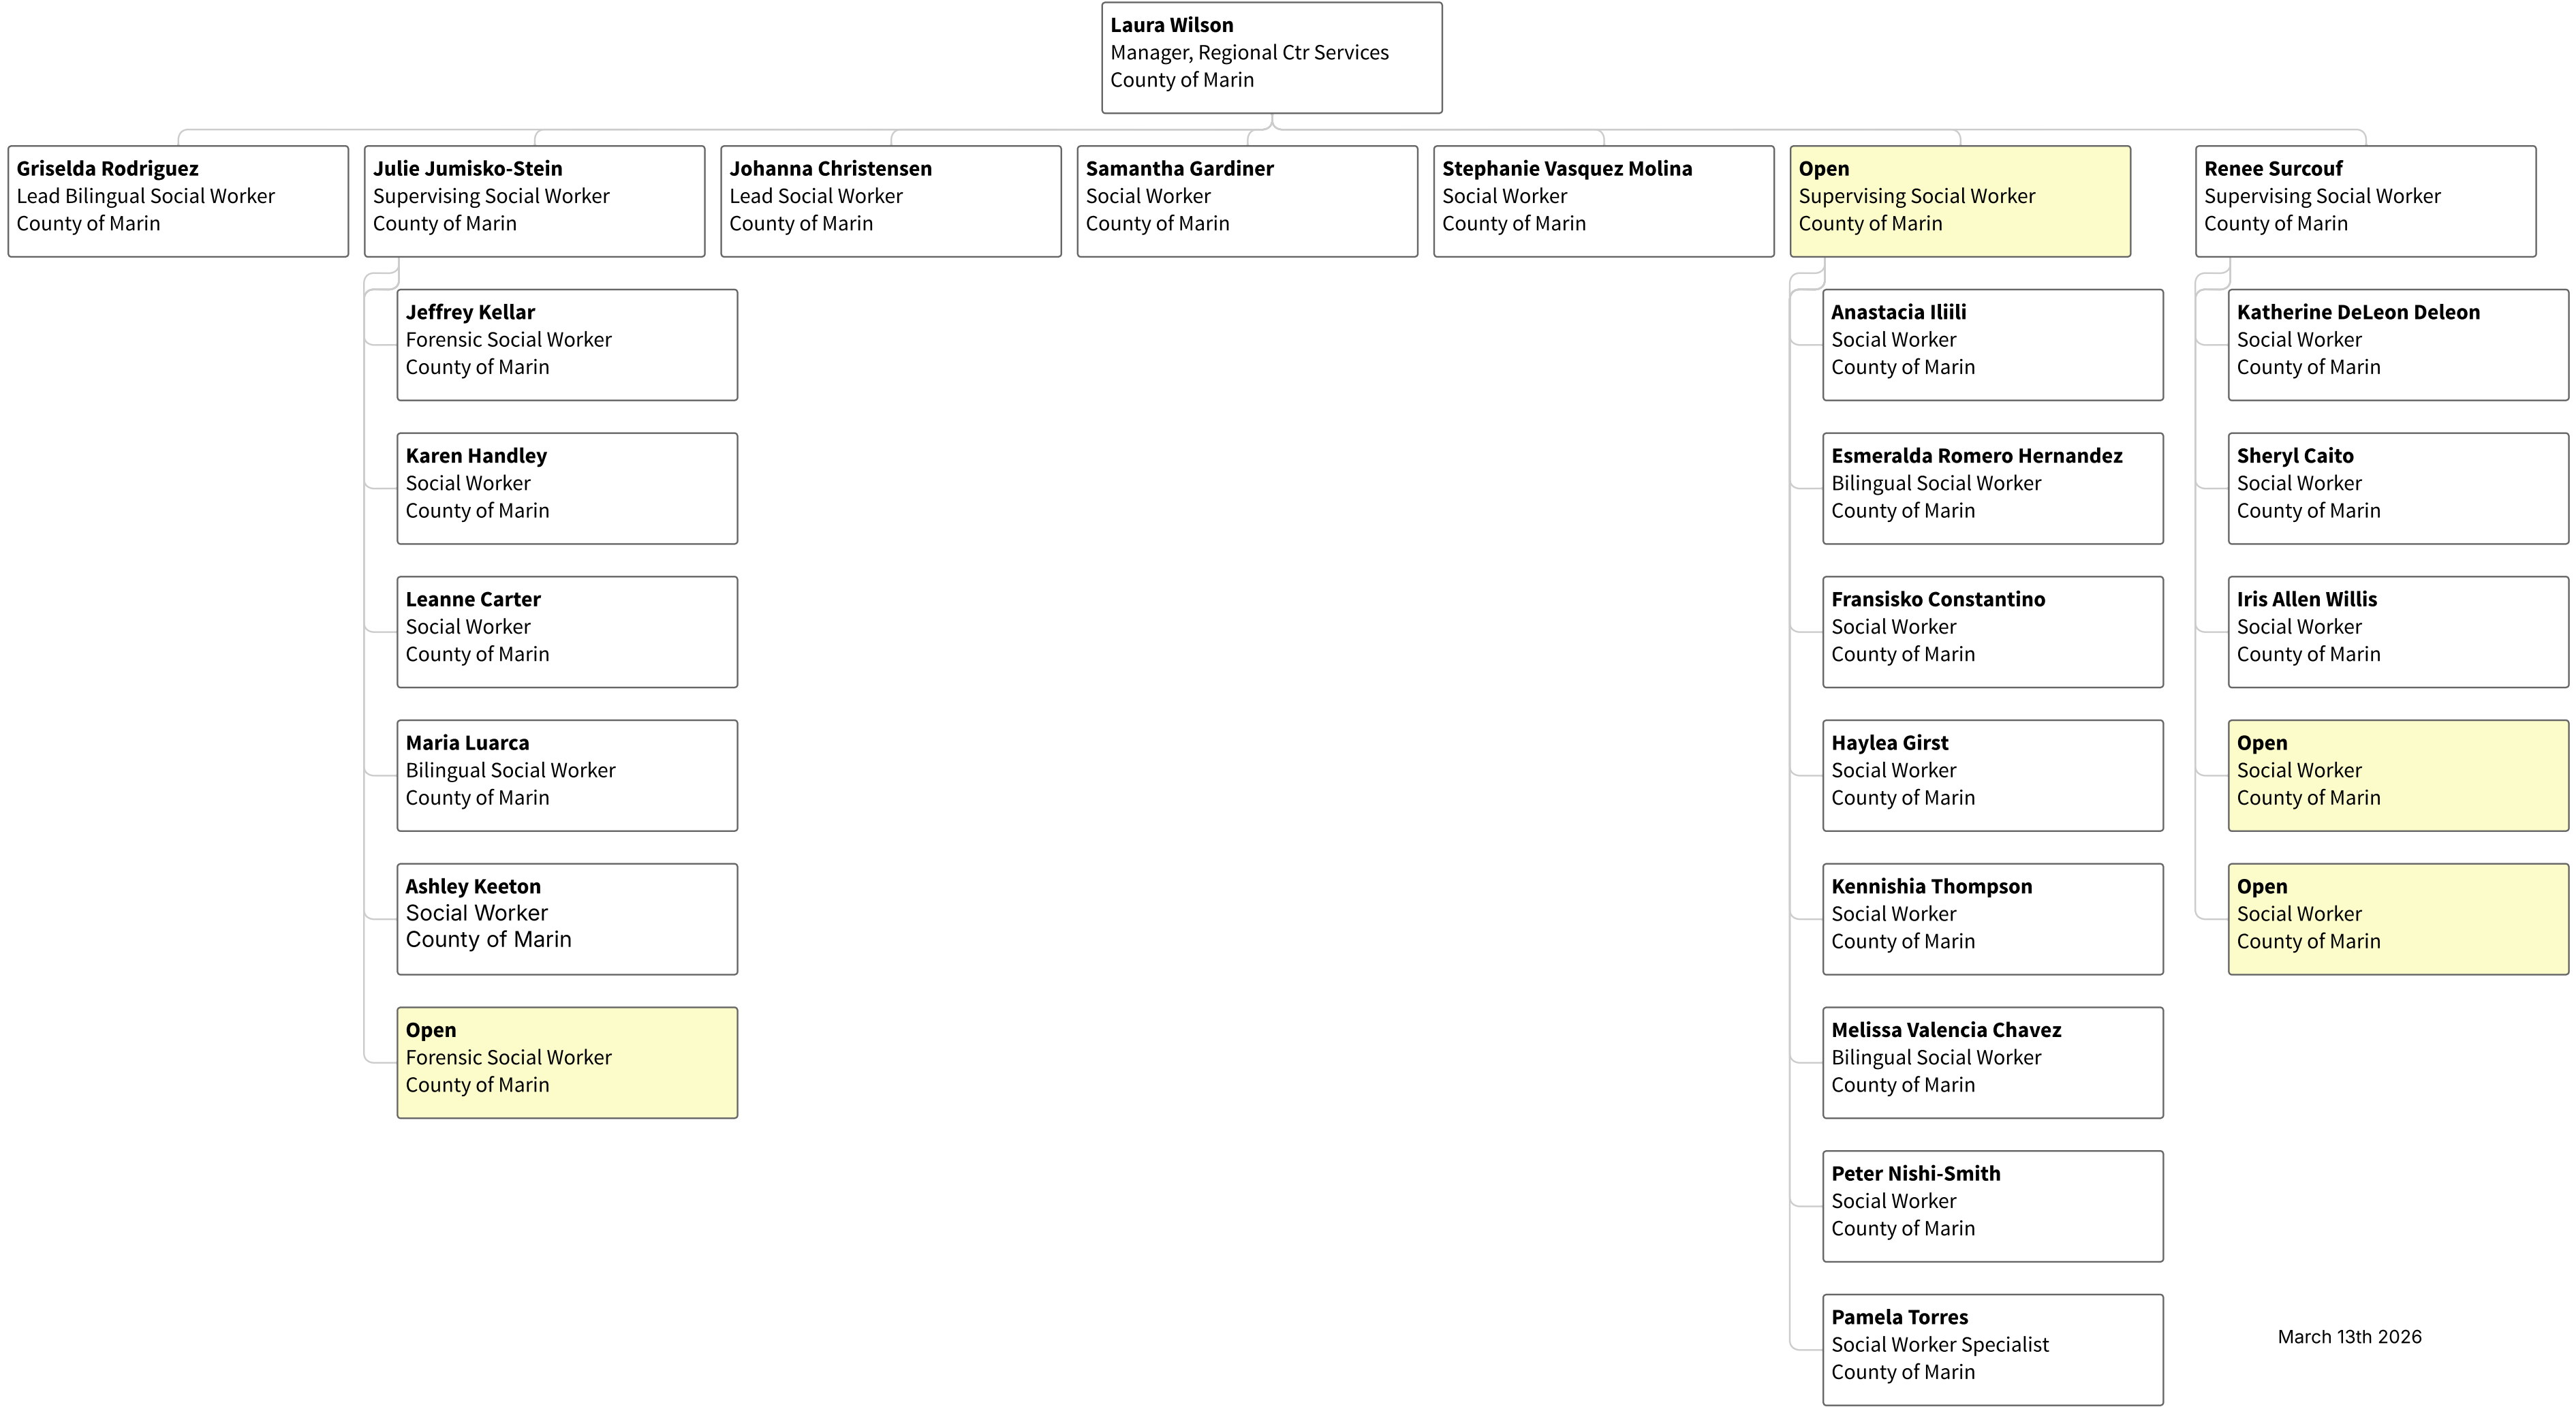 Laura Wilson
Manager, Regional Ctr Services
County of Marin
Griselda Rodriguez
Lead Bilingual Social Worker
County of Marin
Julie Jumisko-Stein
Supervising Social Worker
County of Marin
Johanna Christensen
Lead Social Worker
County of Marin
Samantha Gardiner
Social Worker
County of Marin
Stephanie Vasquez Molina
Social Worker
County of Marin
Open
Supervising Social Worker
County of Marin
Renee Surcouf
Supervising Social Worker
County of Marin
Jeffrey Kellar
Forensic Social Worker
County of Marin
Karen Handley
Social Worker
County of Marin
Leanne Carter
Social Worker
County of Marin
Maria Luarca
Bilingual Social Worker
County of Marin
Ashley Keeton
Social Worker
County of Marin
Open
Forensic Social Worker
County of Marin
Anastacia Iliili
Social Worker
County of Marin
Esmeralda Romero Hernandez
Bilingual Social Worker
County of Marin
Fransisko Constantino
Social Worker
County of Marin
Haylea Girst
Social Worker
County of Marin
Kennishia Thompson
Social Worker
County of Marin
Melissa Valencia Chavez
Bilingual Social Worker
County of Marin
Peter Nishi-Smith
Social Worker
County of Marin
Pamela Torres
Social Worker Specialist
County of Marin
Katherine DeLeon Deleon
Social Worker
County of Marin
Sheryl Caito
Social Worker
County of Marin
Iris Allen Willis
Social Worker
County of Marin
Open
Social Worker
County of Marin
Open
Social Worker
County of Marin
March 13th 2026